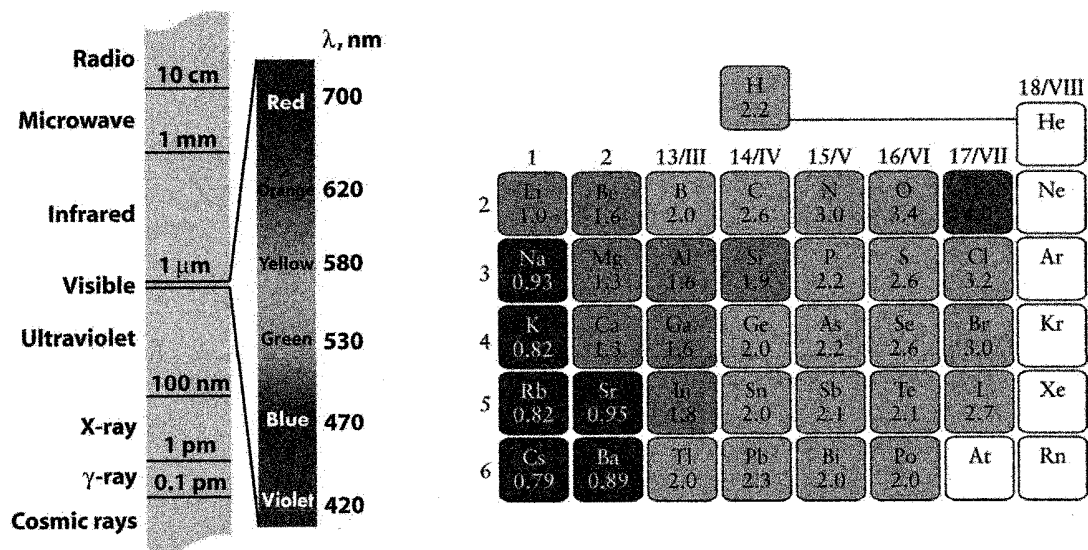 Radio
10 cm
Microwave
1 mm
Infrared
1 μm
Visible
Ultraviolet
100 nm
X-ray
1 pm
γ-ray
0.1 pm
Cosmic rays
λ, nm
Red 700
Orange 620
Yellow 580
Green 530
Blue 470
Violet 420
H
2.2
18/VIII
He
1 2 13/III 14/IV 15/V 16/VI 17/VII
2 Li Be B C N O Ne
1.0 1.6 2.0 2.6 3.0 3.4 4.0
3 Na Mg Al Si P S Cl Ar
0.93 1.3 1.6 1.9 2.2 2.6 3.2
4 K Ca Ga Ge As Se Br Kr
0.82 1.3 1.6 2.0 2.2 2.6 3.0
5 Rb Sr In Sn Sb Te I Xe
0.82 0.95 1.8 2.0 2.1 2.1 2.7
6 Cs Ba Tl Pb Bi Po At Rn
0.79 0.89 2.0 2.3 2.0 2.0